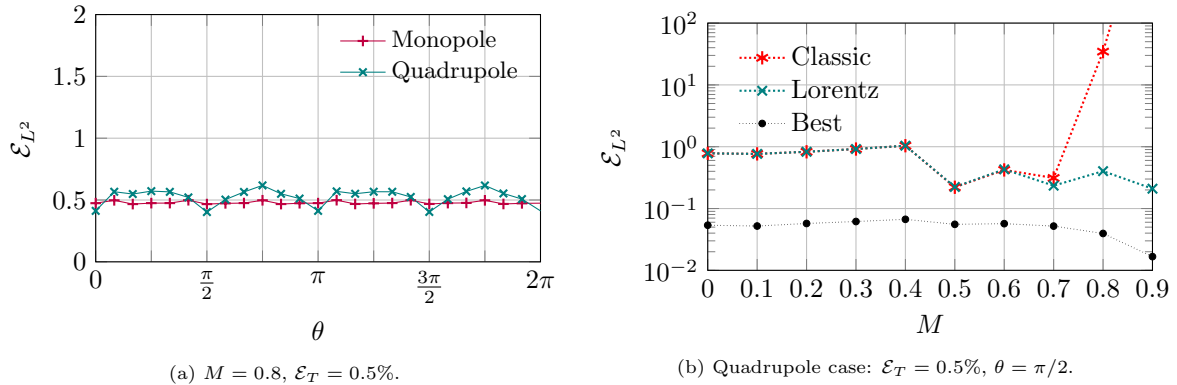 2
1.5
1
0.5
0
0
π/2
π
3π/2
2π
θ
ℰ_{L²}
Monopole
Quadrupole
(a) M = 0.8, ℰ_T = 0.5%.
10²
10¹
10⁰
10⁻¹
10⁻²
0 0.1 0.2 0.3 0.4 0.5 0.6 0.7 0.8 0.9
M
ℰ_{L²}
Classic
Lorentz
Best
(b) Quadrupole case: ℰ_T = 0.5%, θ = π/2.